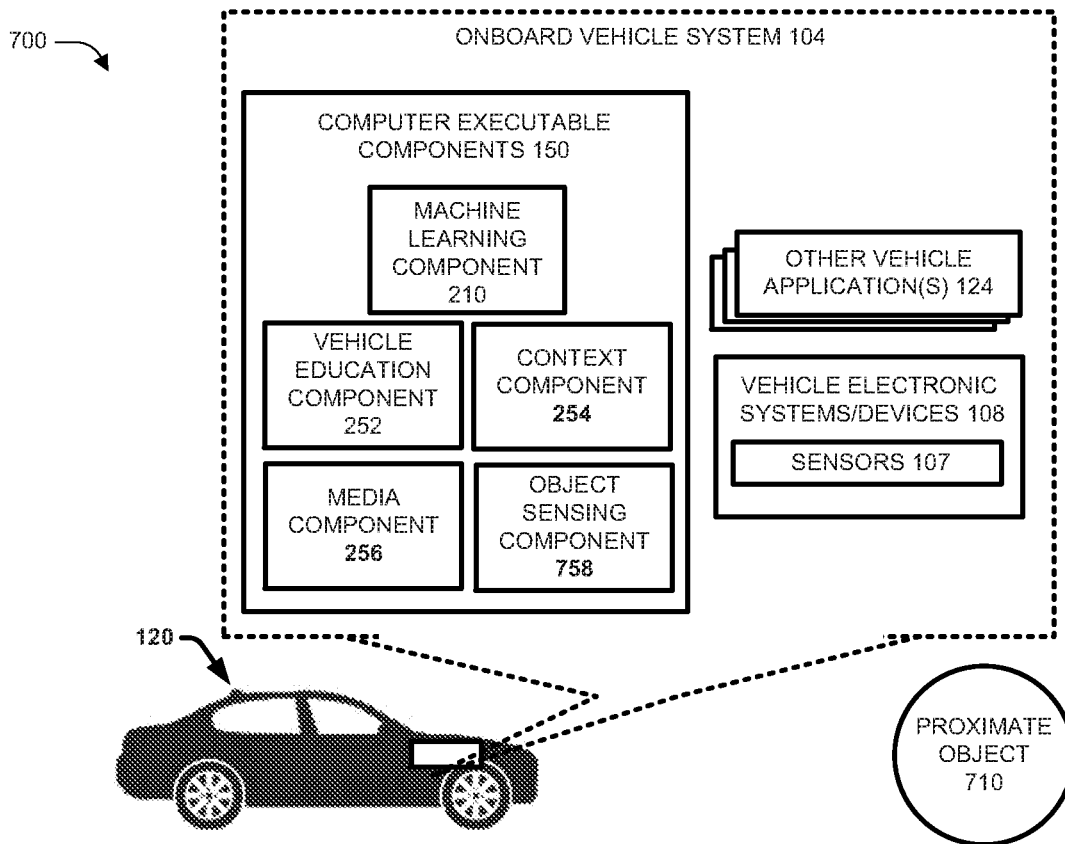 700
ONBOARD VEHICLE SYSTEM 104
COMPUTER EXECUTABLE
COMPONENTS 150
MACHINE
LEARNING
COMPONENT
210
VEHICLE
EDUCATION
COMPONENT
252
CONTEXT
COMPONENT
254
MEDIA
COMPONENT
256
OBJECT
SENSING
COMPONENT
758
OTHER VEHICLE
APPLICATION(S) 124
VEHICLE ELECTRONIC
SYSTEMS/DEVICES 108
SENSORS 107
120
PROXIMATE
OBJECT
710